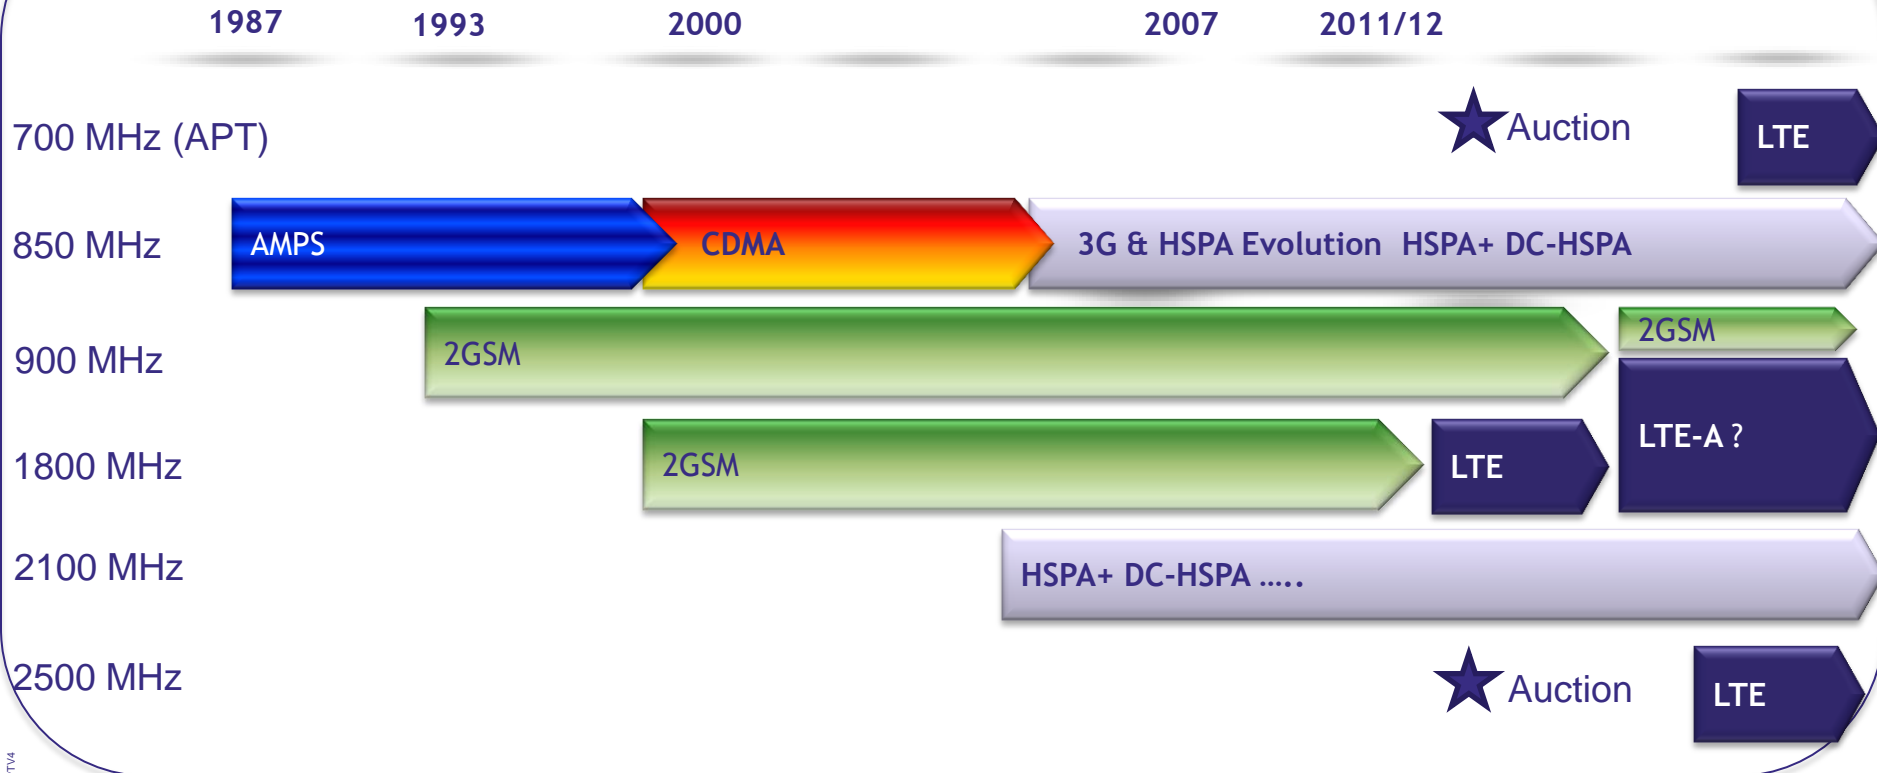 1987 1993 2000 2007 2011/12
700 MHz (APT) Auction LTE
850 MHz AMPS CDMA 3G & HSPA Evolution HSPA+ DC-HSPA
900 MHz 2GSM 2GSM
1800 MHz 2GSM LTE LTE-A ?
2100 MHz HSPA+ DC-HSPA .....
2500 MHz Auction LTE
TV4